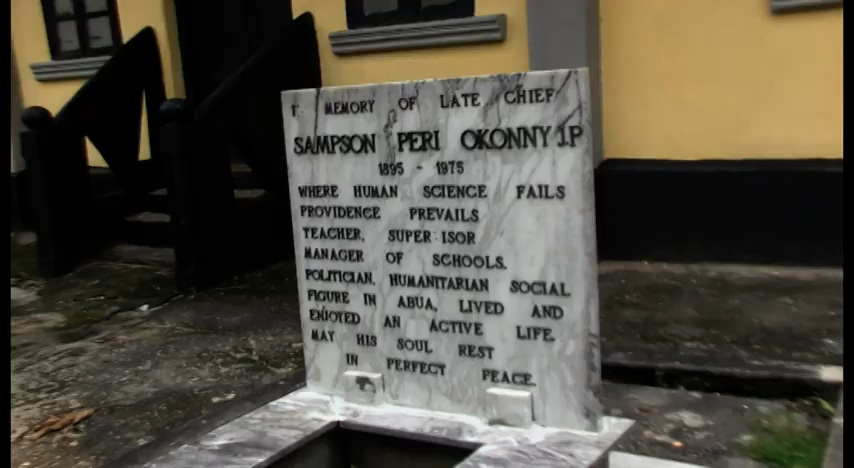 I MEMORY OF LATE CHIEF
SAMPSON PERI OKONNY J.P
1895 - 1975
WHERE HUMAN SCIENCE FAILS
PROVIDENCE PREVAILS
TEACHER, SUPER ISOR
MANAGER OF SCHOOLS.
POLITICIAN, HUMANITARIAN SOCIAL
FIGURE IN ABUA, LIVED AND
ENJOYED AN ACTIVE LIFE.
MAY HIS SOUL REST
IN PERFECT PEACE.